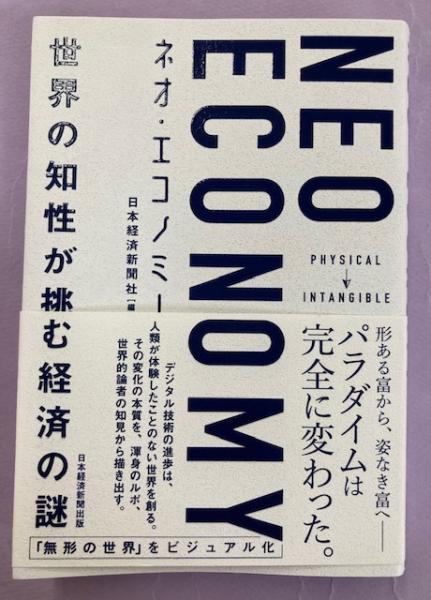 NEO
ECONOMY
PHYSICAL
INTANGIBLE
ネオ・エコノミー
日本経済新聞社[編
世界の知性が挑む経済の謎
形ある富から、姿なき富へ——
パラダイムは
完全に変わった。
デジタル技術の進歩は、
人類が体験したことのない世界を創る。
その変化の本質を、渾身のルポ、
世界的論者の知見から描き出す。
日本経済新聞出版
「無形の世界」をビジュアル化